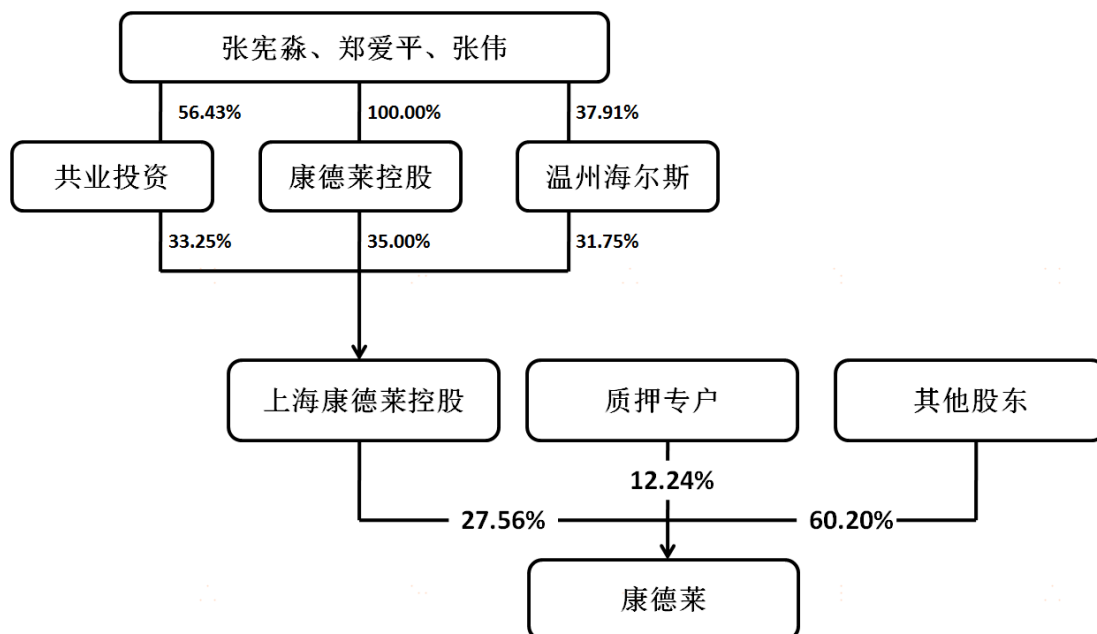 张宪淼、郑爱平、张伟
56.43%
100.00%
37.91%
共业投资
康德莱控股
温州海尔斯
33.25%
35.00%
31.75%
上海康德莱控股
质押专户
其他股东
12.24%
27.56%
60.20%
康德莱